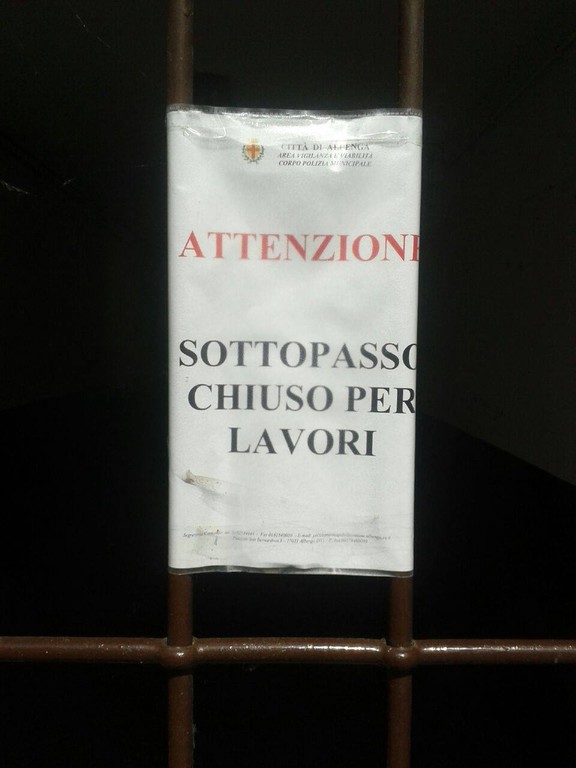 CITTÀ DI ALBENGA
AREA VIGILANZA E VIABILITÀ
CORPO POLIZIA MUNICIPALE
ATTENZIONE
SOTTOPASSO
CHIUSO PER
LAVORI